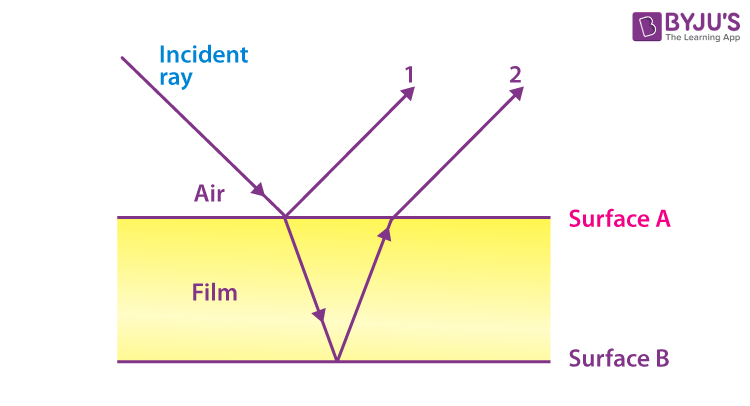 BYJU'S
The Learning App
Incident
ray
1
2
Air
Surface A
Film
Surface B